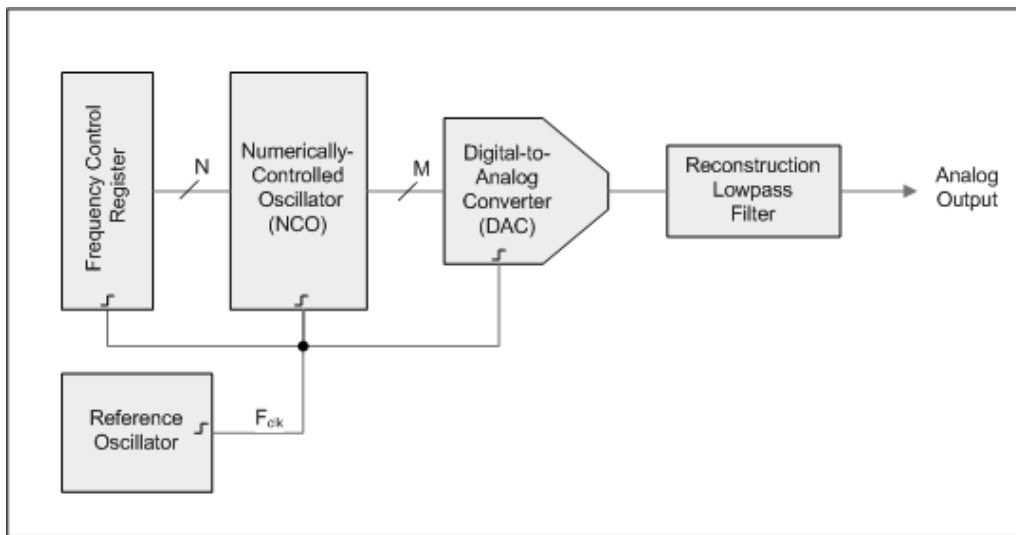 Frequency Control
Register
N
Numerically-
Controlled
Oscillator
(NCO)
M
Digital-to-
Analog
Converter
(DAC)
Reconstruction
Lowpass
Filter
Analog
Output
Reference
Oscillator
Fclk